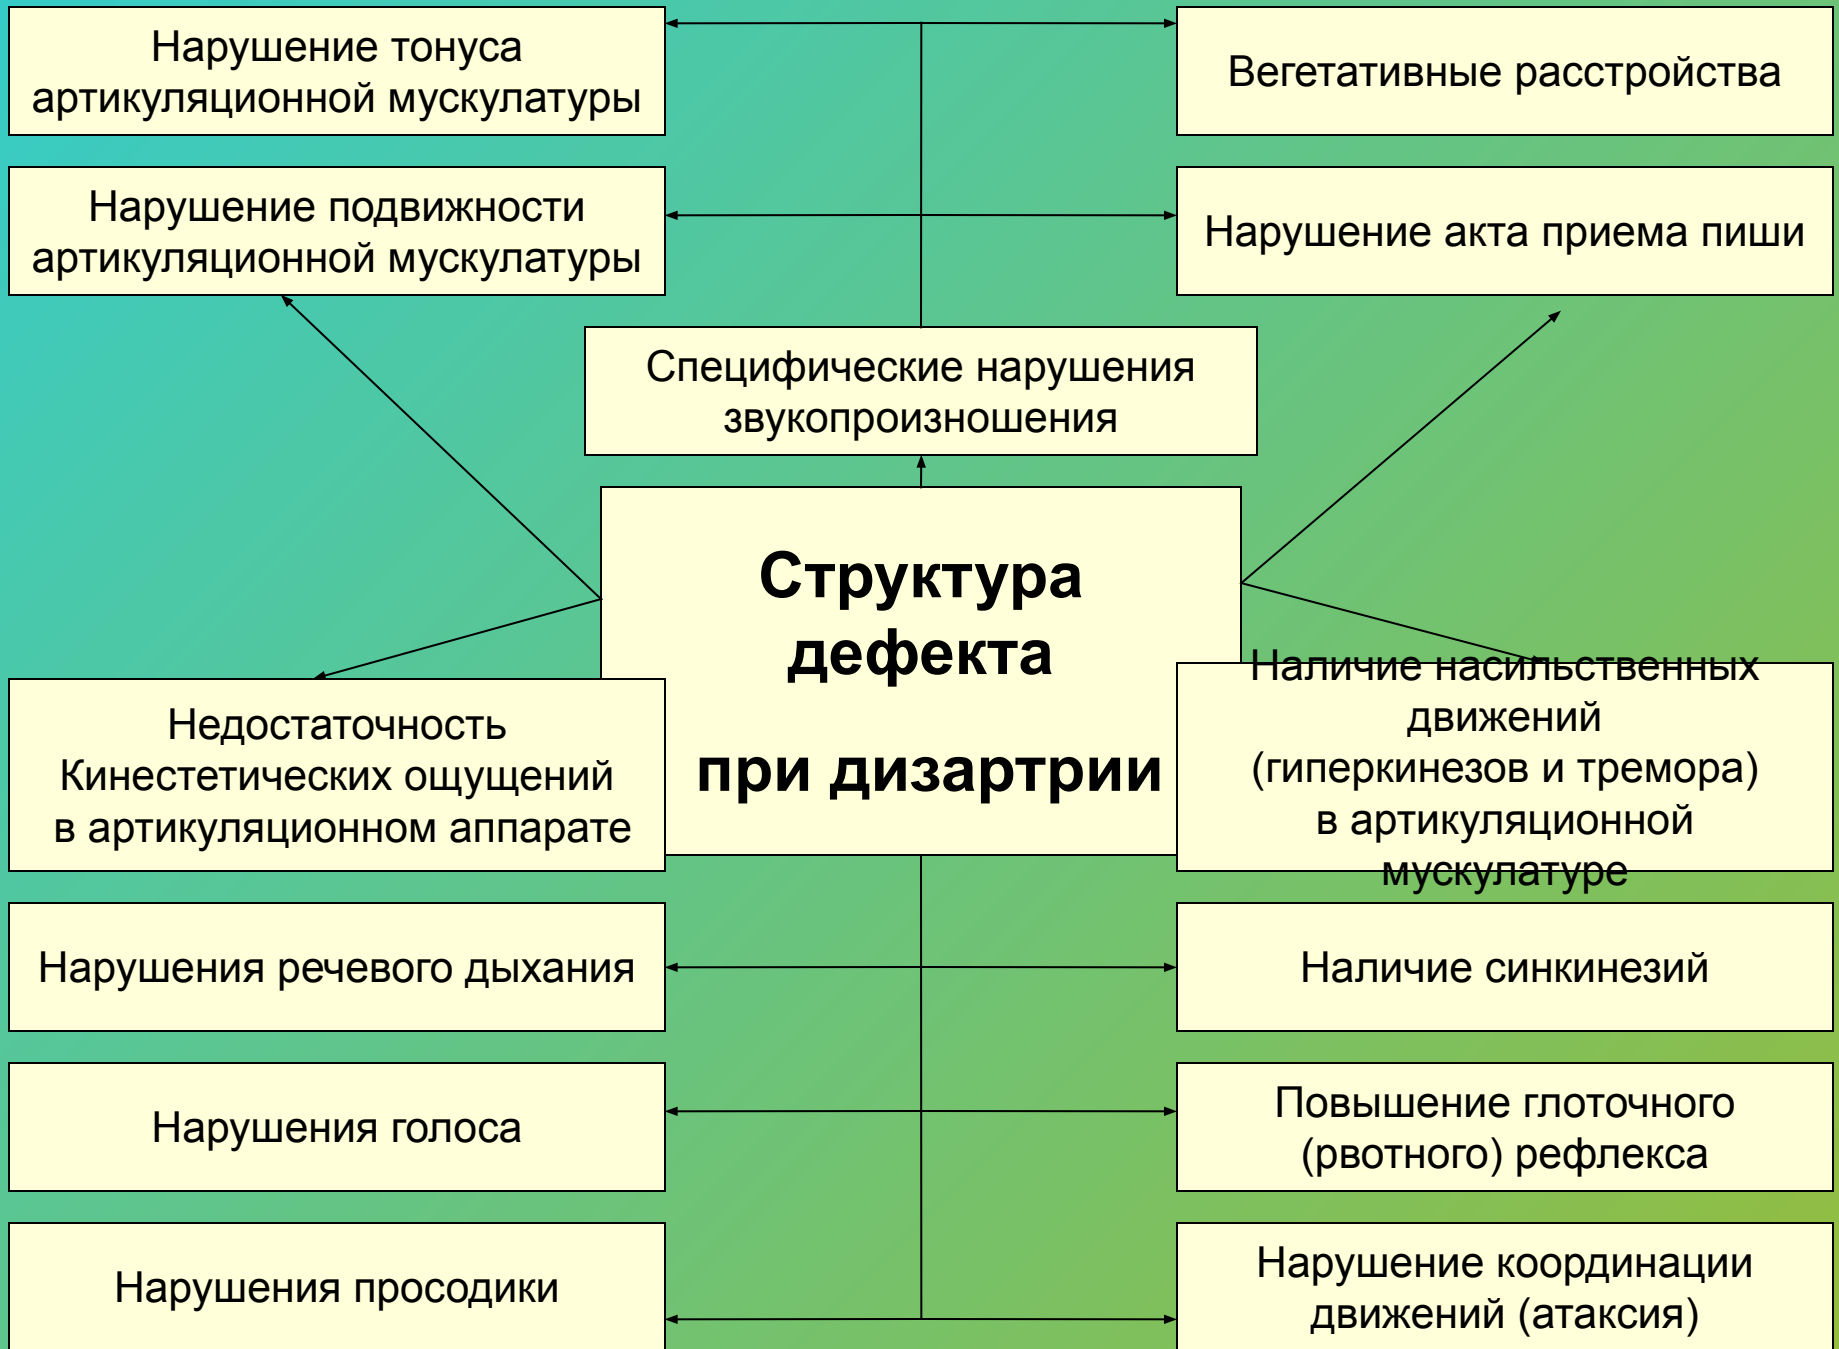 Нарушение тонуса
артикуляционной мускулатуры
Вегетативные расстройства
Нарушение подвижности
артикуляционной мускулатуры
Нарушение акта приема пиши
Специфические нарушения
звукопроизношения
Структура
дефекта
при дизартрии
Недостаточность
Кинестетических ощущений
в артикуляционном аппарате
Наличие насильственных
движений
(гиперкинезов и тремора)
в артикуляционной
мускулатуре
Нарушения речевого дыхания
Наличие синкинезий
Нарушения голоса
Повышение глоточного
(рвотного) рефлекса
Нарушения просодики
Нарушение координации
движений (атаксия)